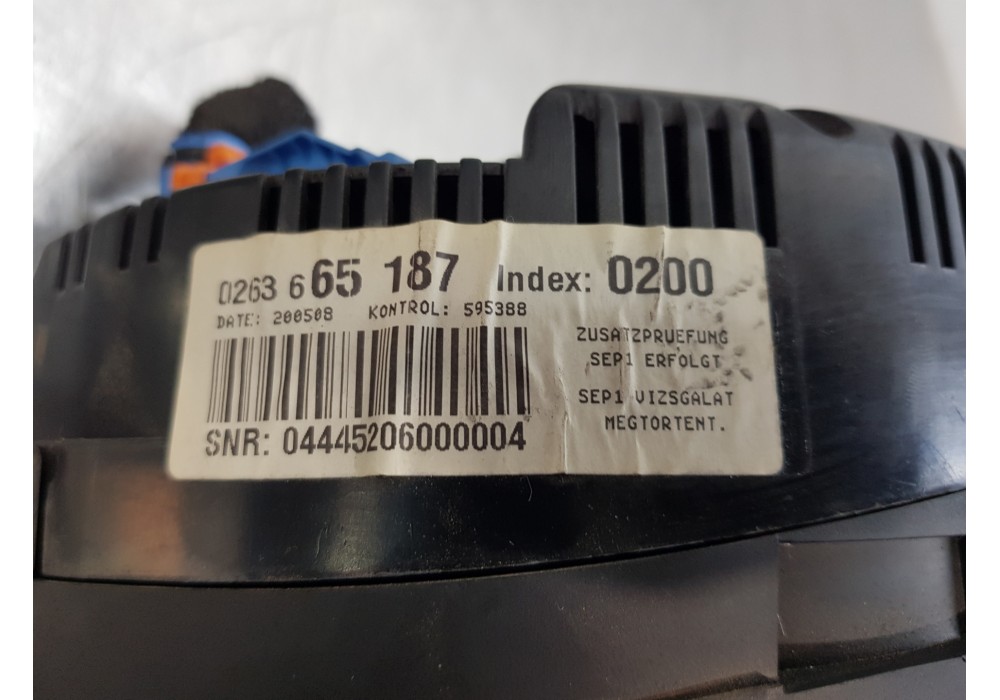 0263 665 187 Index: 0200
DATE: 200508 KONTROL: 595388
ZUSATZPRUEFUNG
SEP1 ERFOLGT
SEP1 VIZSGALAT
MEGTORTENT.
SNR: 04445206000004